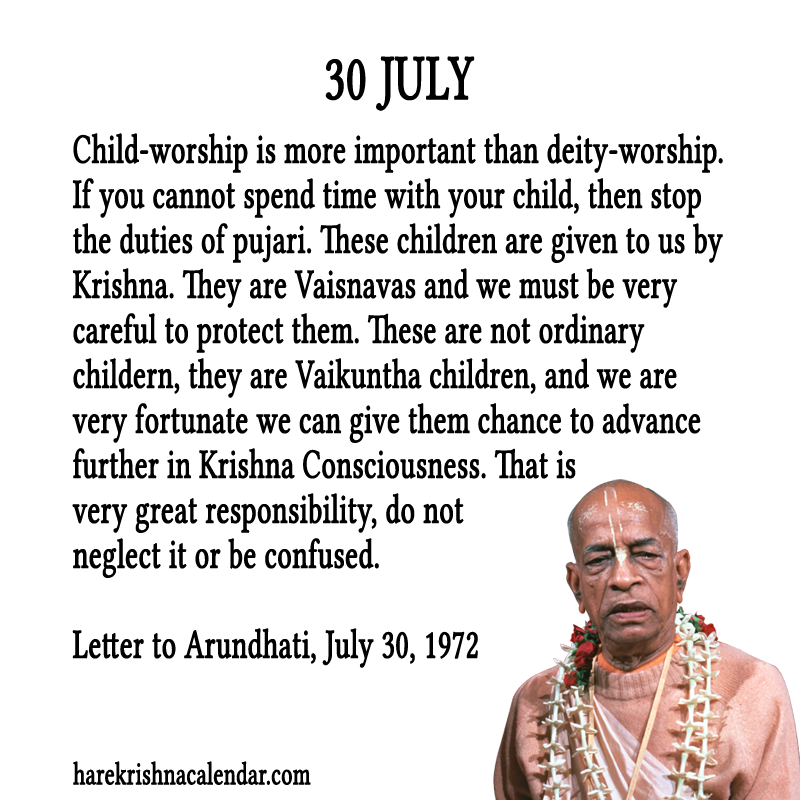 30 JULY
Child-worship is more important than deity-worship.
If you cannot spend time with your child, then stop
the duties of pujari. These children are given to us by
Krishna. They are Vaisnavas and we must be very
careful to protect them. These are not ordinary
childern, they are Vaikuntha children, and we are
very fortunate we can give them chance to advance
further in Krishna Consciousness. That is
very great responsibility, do not
neglect it or be confused.
Letter to Arundhati, July 30, 1972
harekrishnacalendar.com